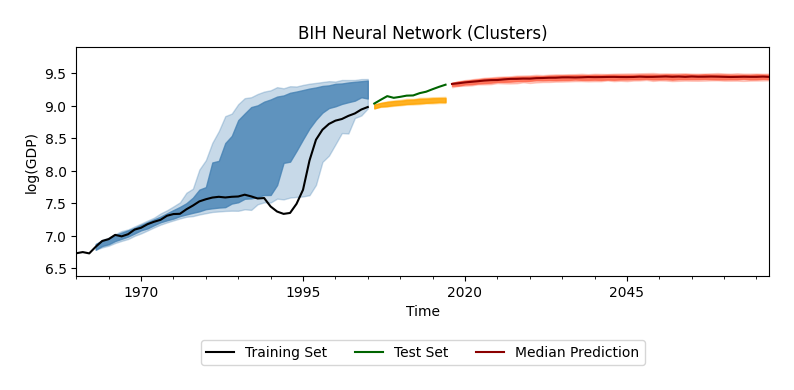 BIH Neural Network (Clusters)
9.5
9.0
8.5
8.0
7.5
7.0
6.5
log(GDP)
1970 1995 2020 2045
Time
Training Set Test Set Median Prediction